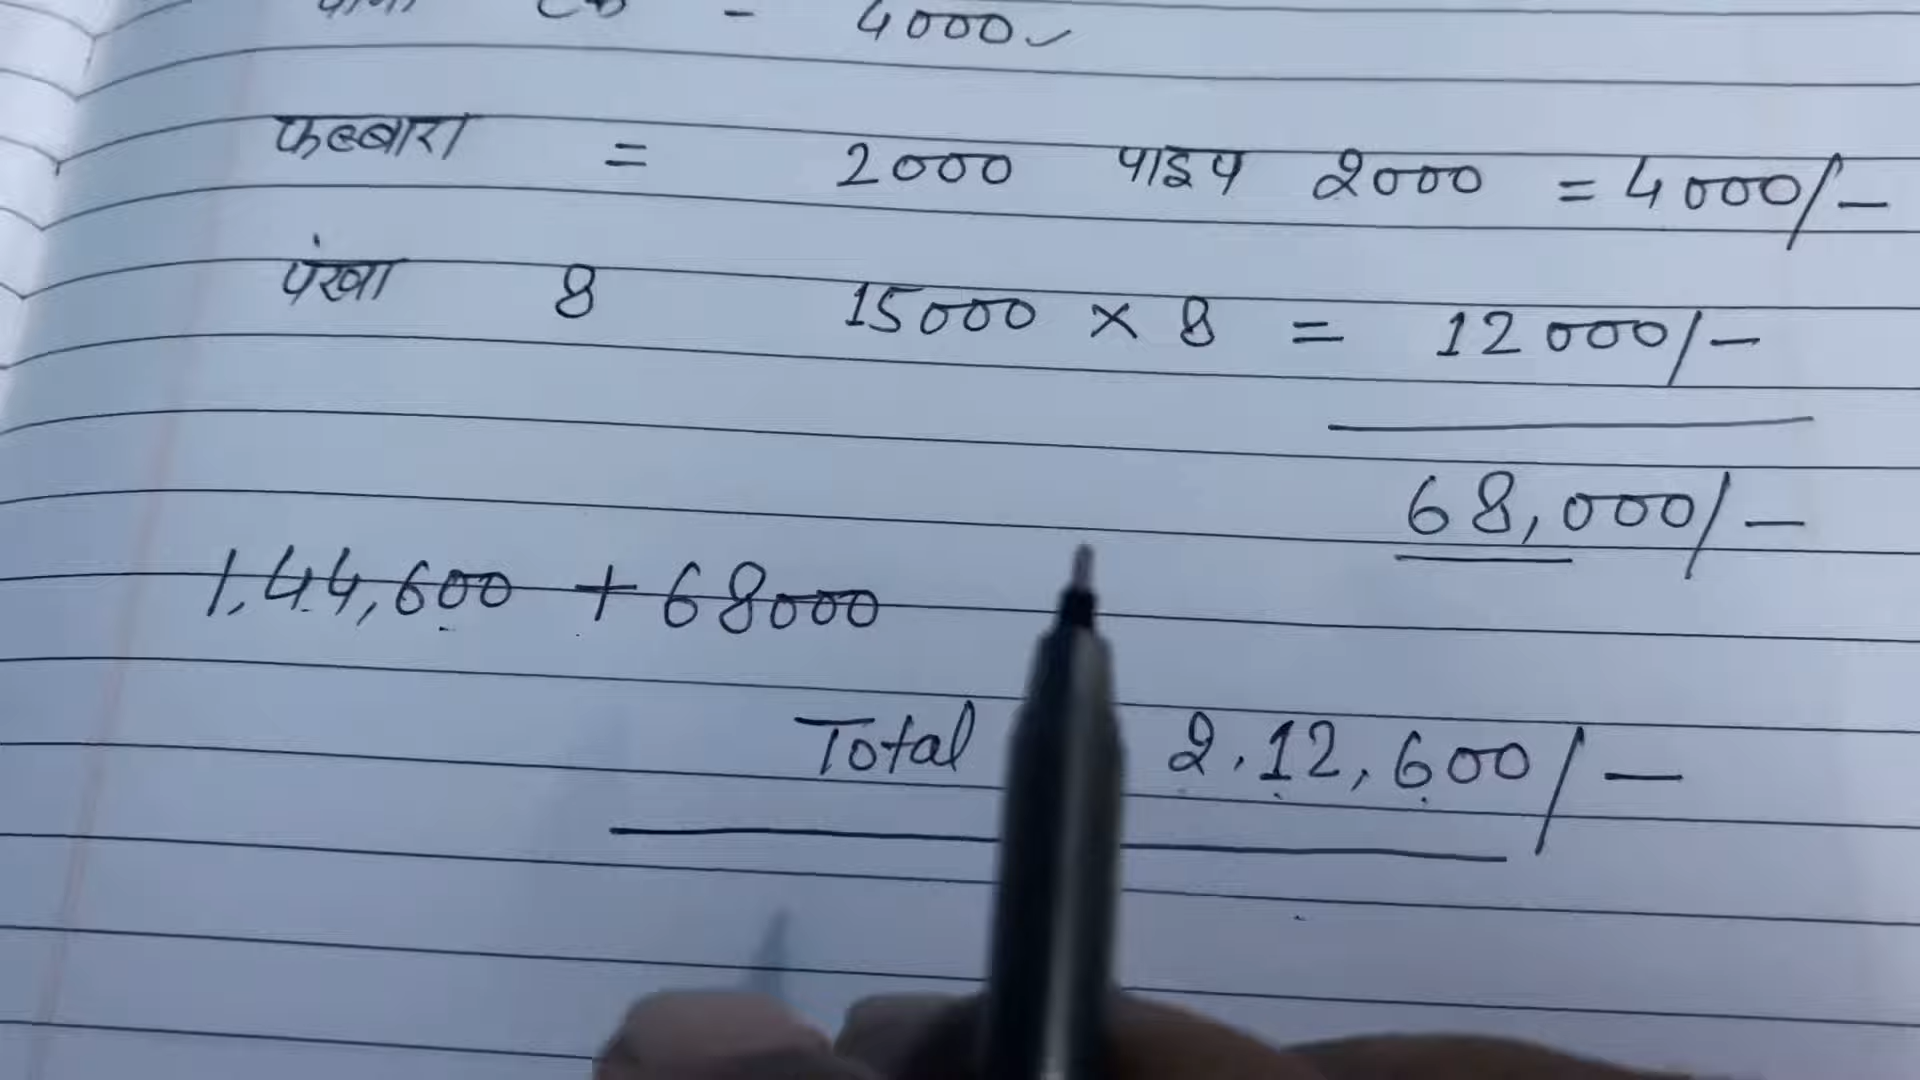 - 4000✓
फब्बारा = 2000 पाइप 2000 = 4000/-
पंखा 8 15000 × 8 = 12000/-
68,000/-
1,44,600 + 68000
Total 2,12,600/-